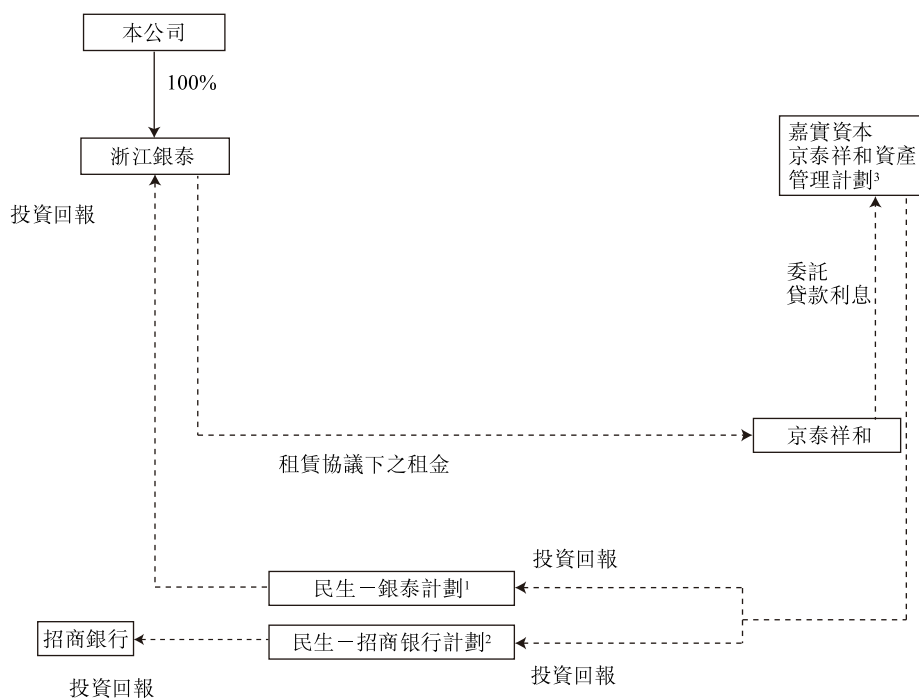 本公司
100%
浙江銀泰
嘉實資本
京泰祥和資產
管理計劃³
投資回報
委託
貸款利息
京泰祥和
租賃協議下之租金
投資回報
民生－銀泰計劃¹
招商銀行
民生－招商银行計劃²
投資回報
投資回報